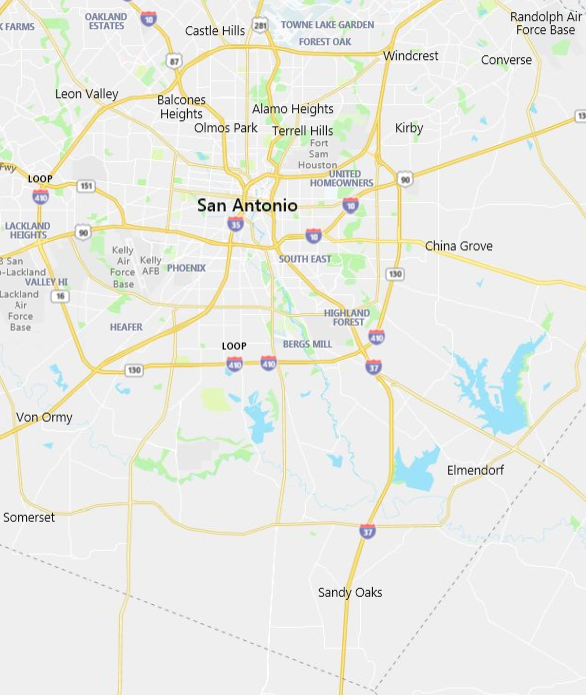 OAKLAND
ESTATES
10
281
TOWNE LAKE GARDEN
Randolph Air
Force Base
FARMS
Castle Hills
FOREST OAK
87
Windcrest
Converse
Leon Valley
Balcones
Heights
Alamo Heights
Olmos Park
Terrell Hills
Kirby
Fort
Sam
Houston
Fwy
LOOP
410
151
UNITED
HOMEOWNERS
90
San Antonio
10
35
LACKLAND
HEIGHTS
90
10
China Grove
Kelly
Air
Force
Base
Kelly
AFB
PHOENIX
SOUTH EAST
San
-Lackland
VALLEY HI
Lackland
Air
Force
Base
16
130
HEAFER
HIGHLAND
FOREST
LOOP
410
410
BERGS MILL
410
130
37
Von Ormy
Elmendorf
Somerset
37
Sandy Oaks